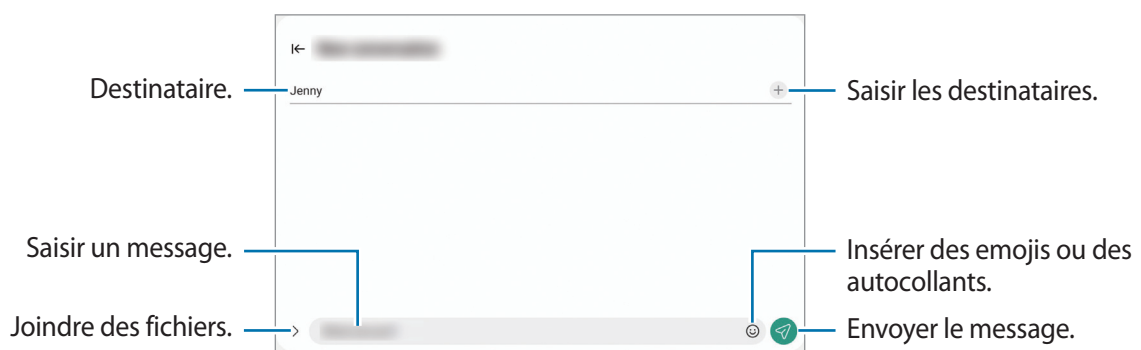 Destinataire.
Jenny
Saisir les destinataires.
Saisir un message.
Insérer des emojis ou des
autocollants.
Joindre des fichiers.
Envoyer le message.